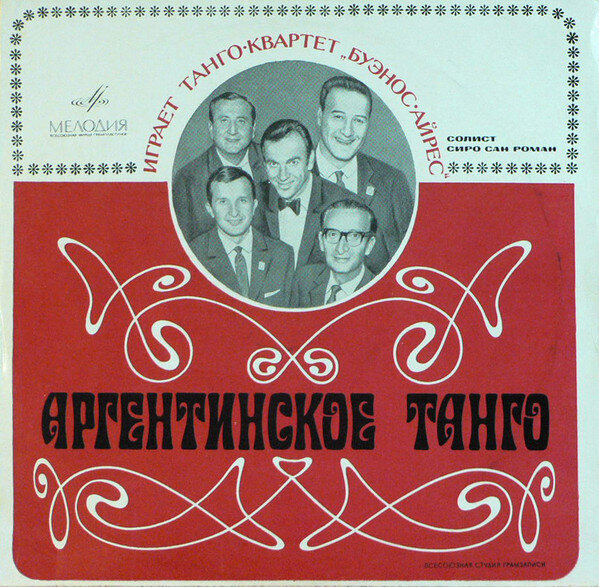 ИГРАЕТ ТАНГО·КВАРТЕТ „БУЭНОС·АЙРЕС“
МЕЛОДИЯ
СОЛИСТ
СИРО САН РОМАН
АРГЕНТИНСКОЕ ТАНГО
ВСЕСОЮЗНАЯ СТУДИЯ ГРАМЗАПИСИ